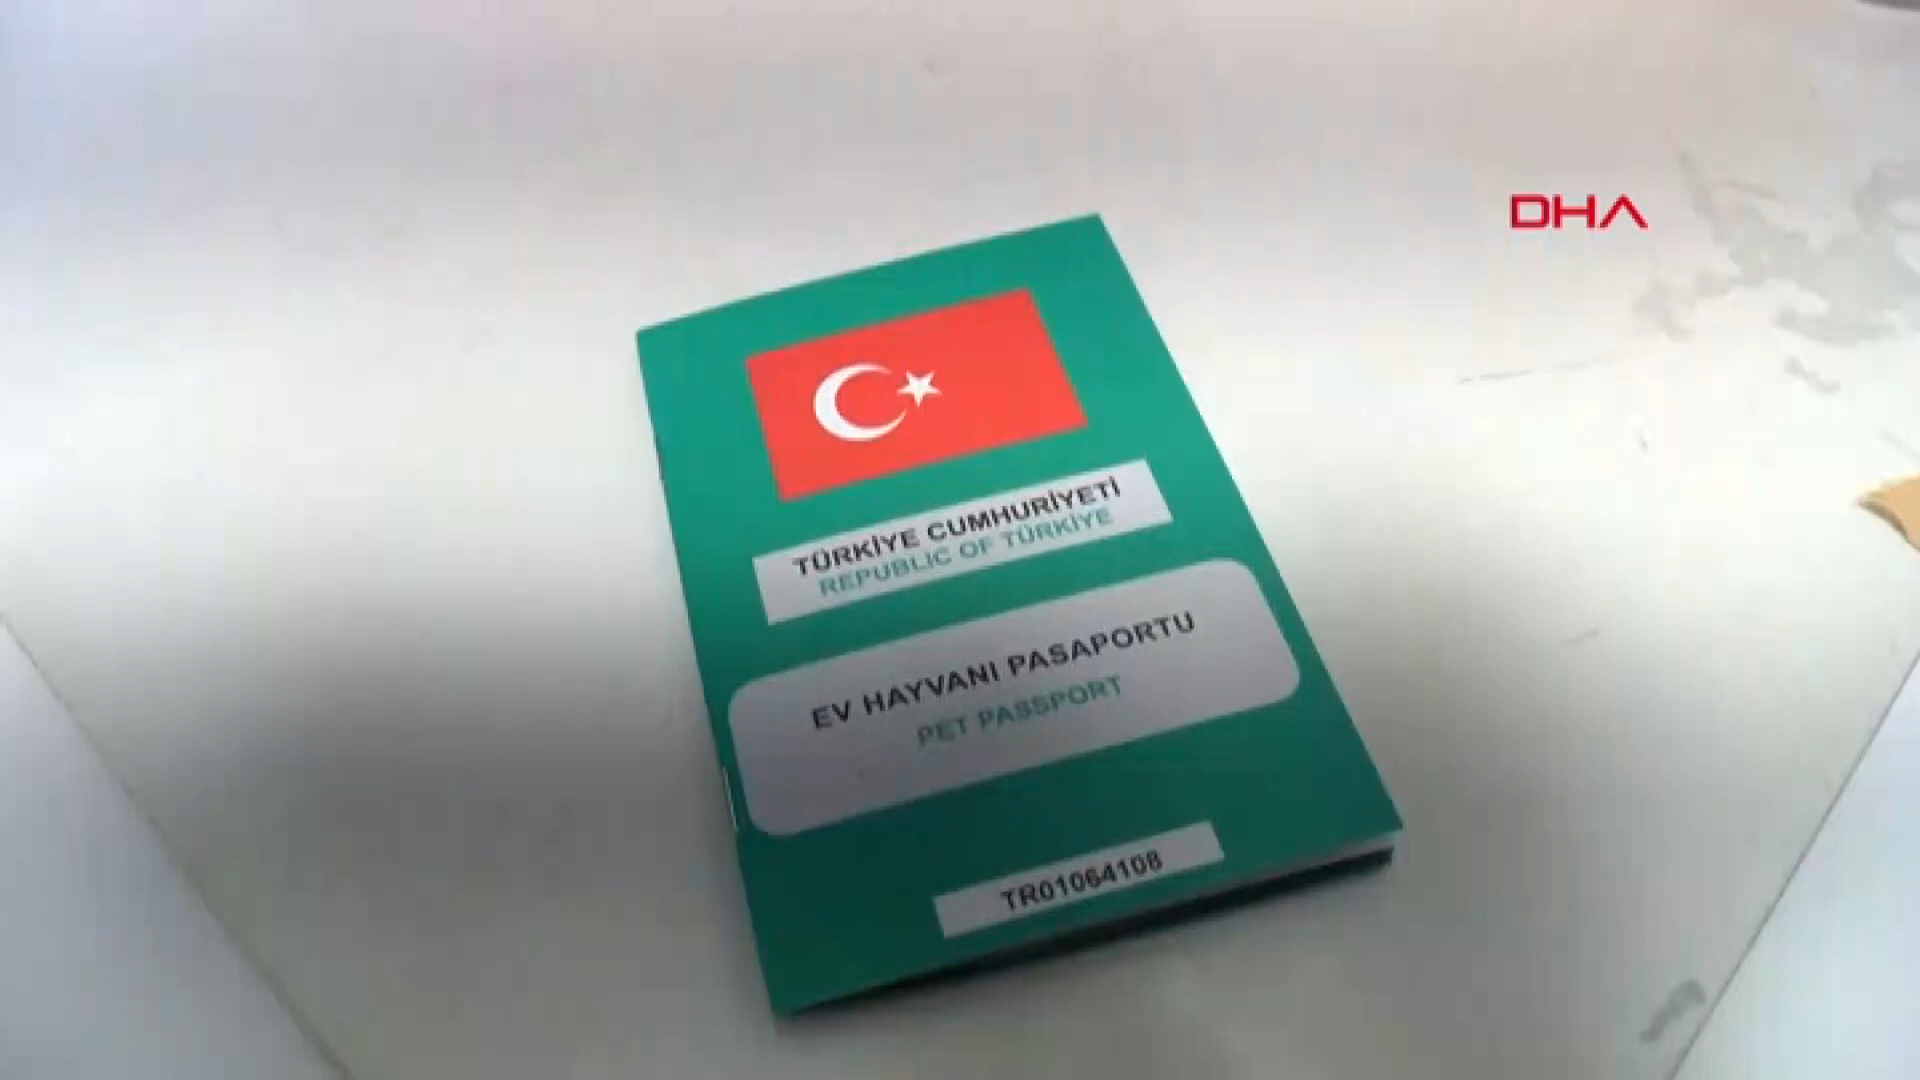 DHA
TÜRKİYE CUMHURİYETİ
REPUBLIC OF TÜRKİYE
EV HAYVANI PASAPORTU
PET PASSPORT
TR01064108